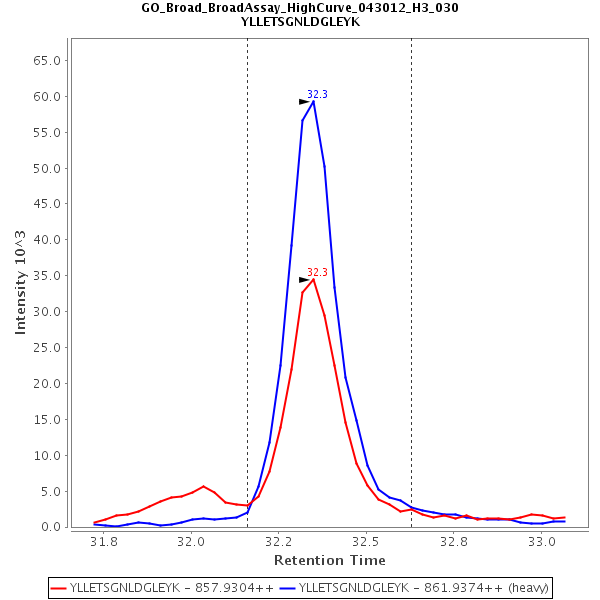 GO_Broad_BroadAssay_HighCurve_043012_H3_030
YLLETSGNLDGLEYK
Intensity 10^3
65.0
60.0
55.0
50.0
45.0
40.0
35.0
30.0
25.0
20.0
15.0
10.0
5.0
0.0
32.3
32.3
31.8 32.0 32.2 32.5 32.8 33.0
Retention Time
YLLETSGNLDGLEYK - 857.9304++ YLLETSGNLDGLEYK - 861.9374++ (heavy)